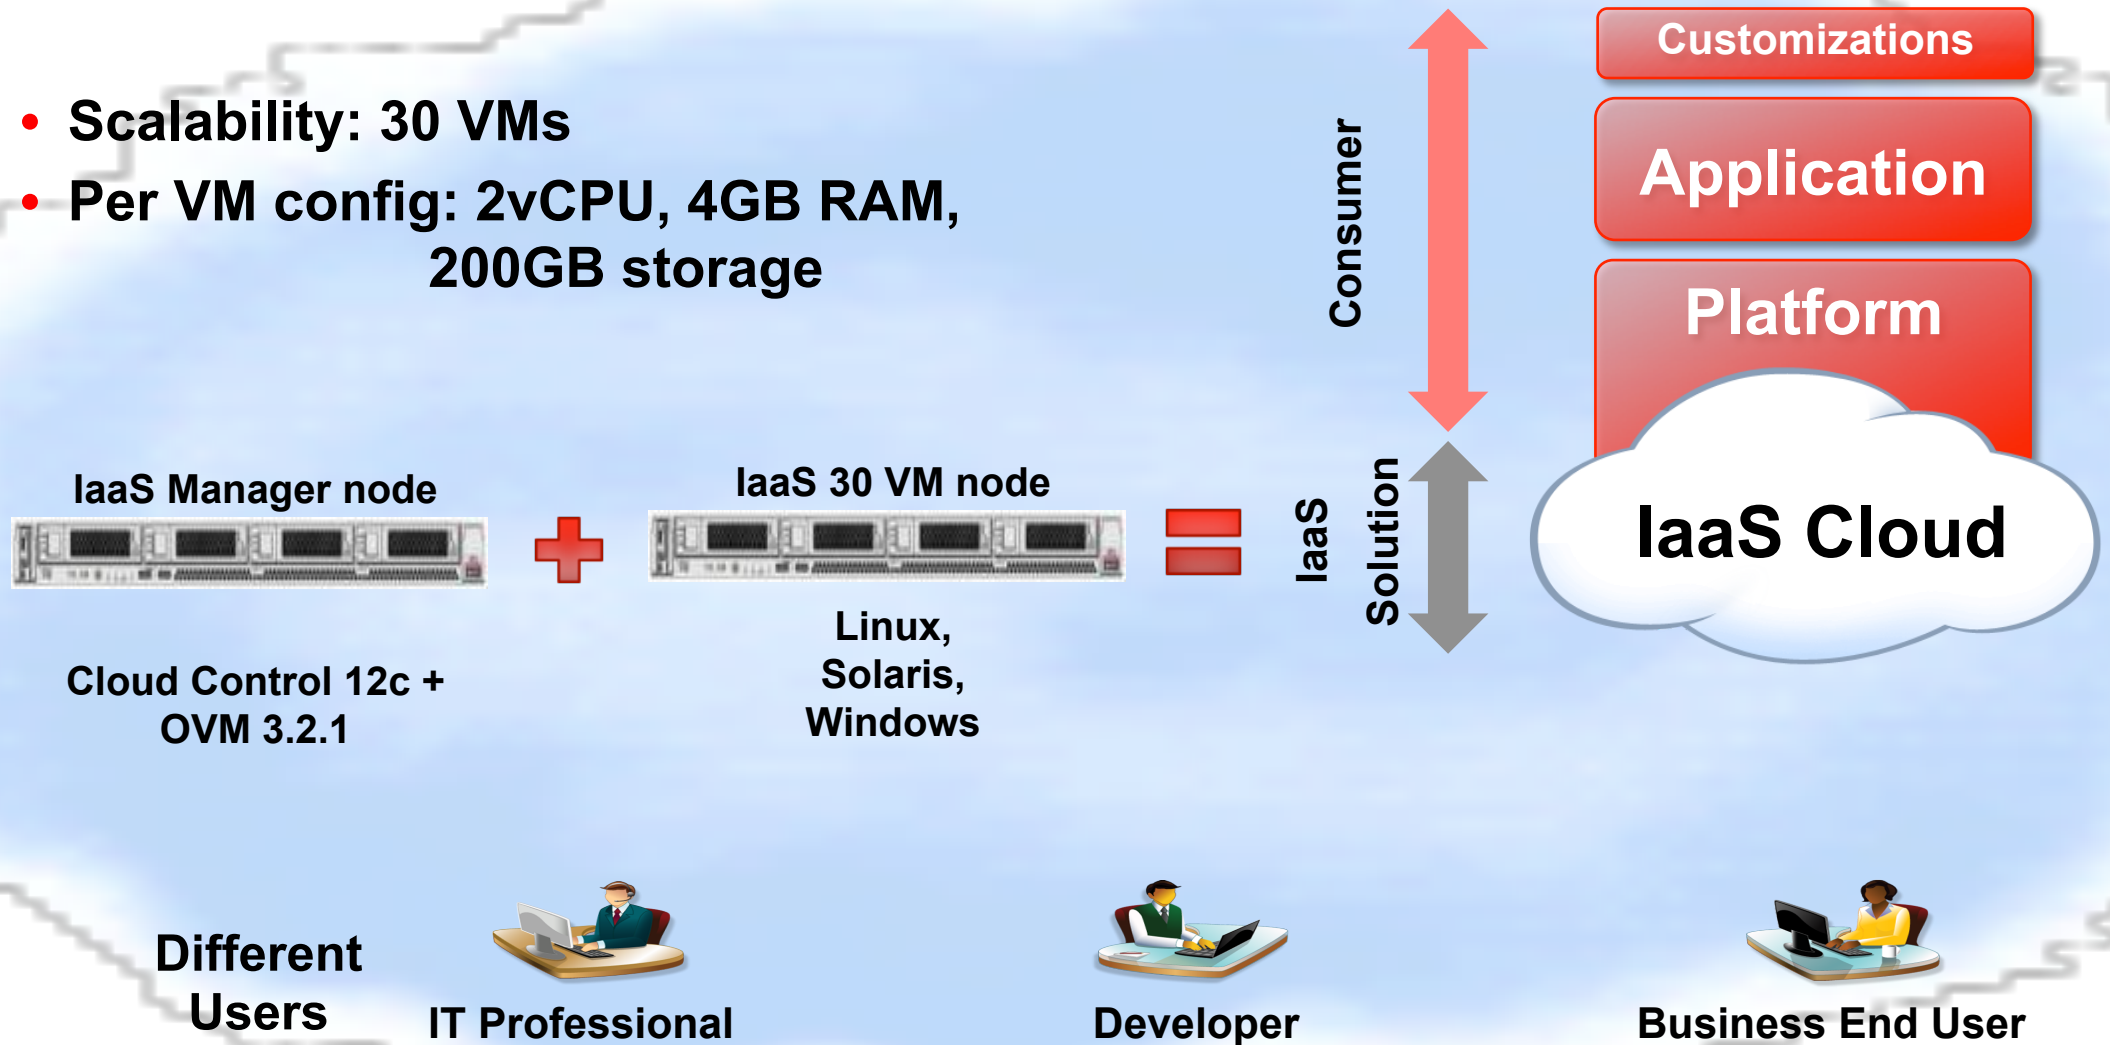 • Scalability: 30 VMs
• Per VM config: 2vCPU, 4GB RAM,
200GB storage
Consumer
Customizations
Application
Platform
IaaS Manager node
IaaS 30 VM node
IaaS
Solution
IaaS Cloud
Cloud Control 12c +
OVM 3.2.1
Linux,
Solaris,
Windows
Different
Users
IT Professional
Developer
Business End User